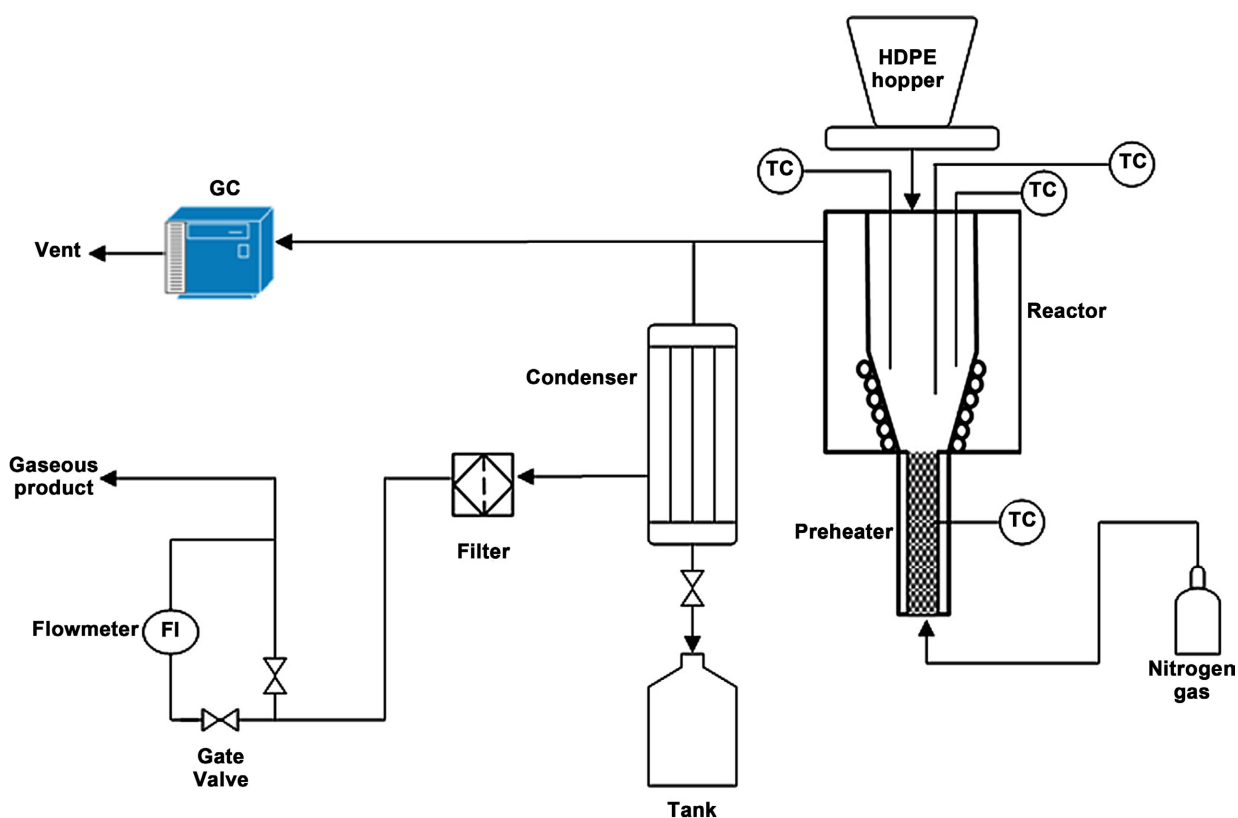 HDPE
hopper
TC
TC
TC
GC
Vent
Reactor
Condenser
Gaseous
product
Filter
Preheater
TC
Flowmeter
FI
Nitrogen
gas
Gate
Valve
Tank